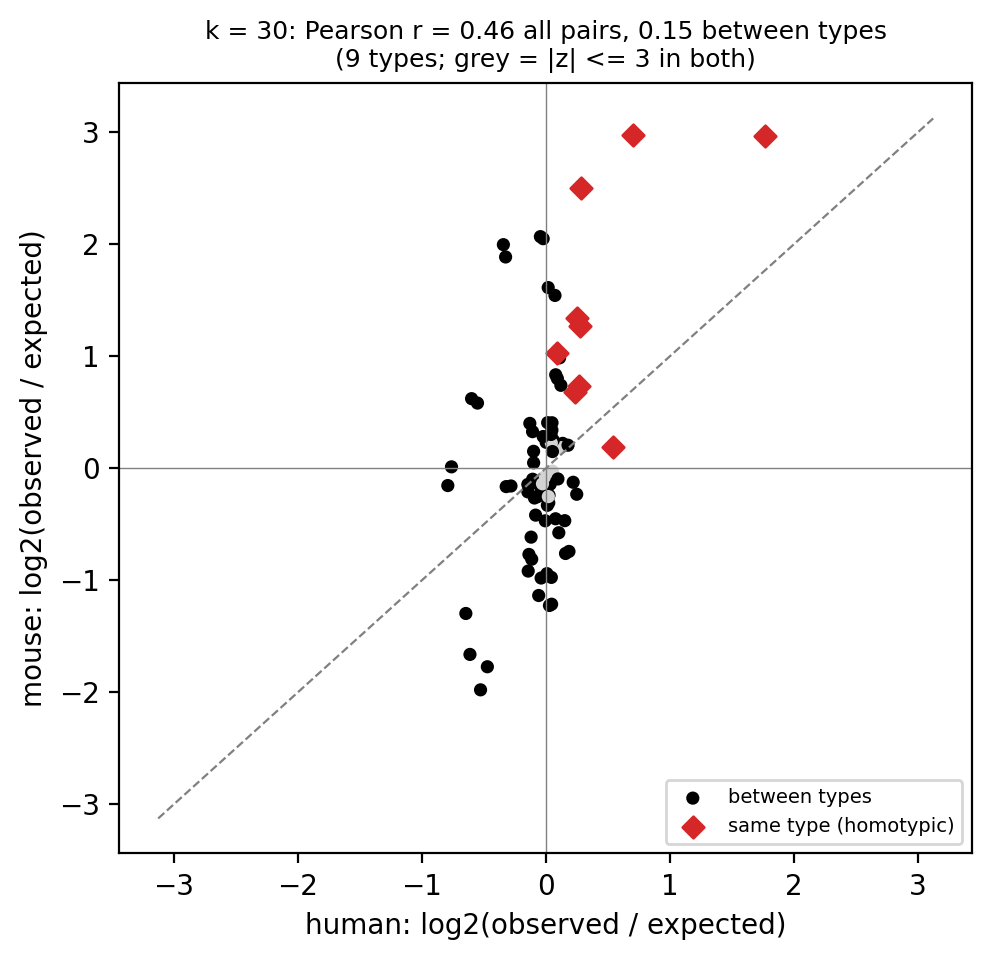 k = 30: Pearson r = 0.46 all pairs, 0.15 between types
(9 types; grey = |z| <= 3 in both)
mouse: log2(observed / expected)
3
2
1
0
−1
−2
−3
between types
same type (homotypic)
−3 −2 −1 0 1 2 3
human: log2(observed / expected)